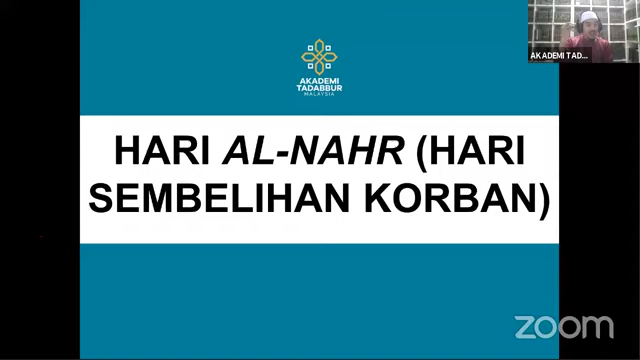 AKADEMI TAD...
AKADEMI
TADABBUR
MALAYSIA
HARI AL-NAHR (HARI
SEMBELIHAN KORBAN)
zoom